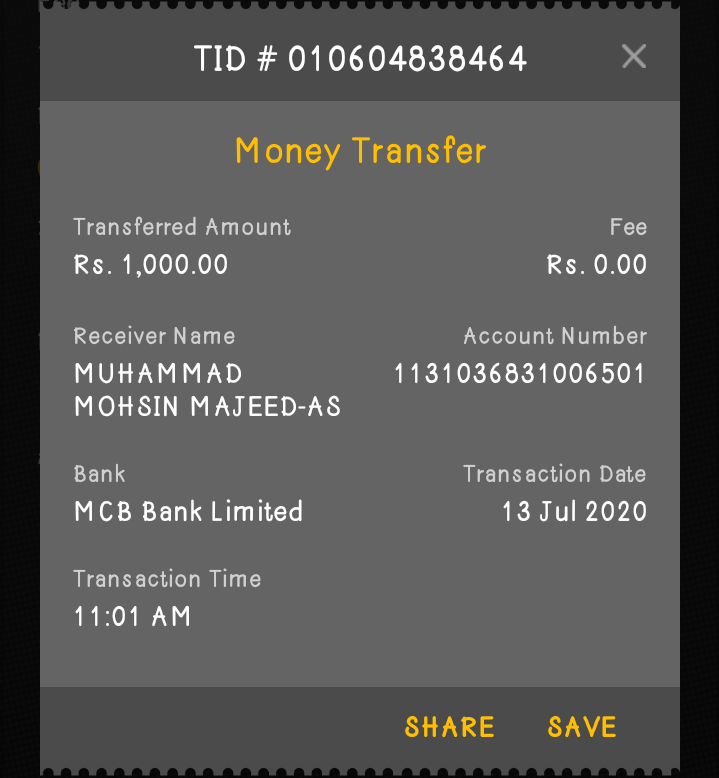 TID # 010604838464
Money Transfer
Transferred Amount Fee
Rs. 1,000.00 Rs. 0.00
Receiver Name Account Number
MUHAMMAD 1131036831006501
MOHSIN MAJEED-AS
Bank Transaction Date
MCB Bank Limited 13 Jul 2020
Transaction Time
11:01 AM
SHARE SAVE